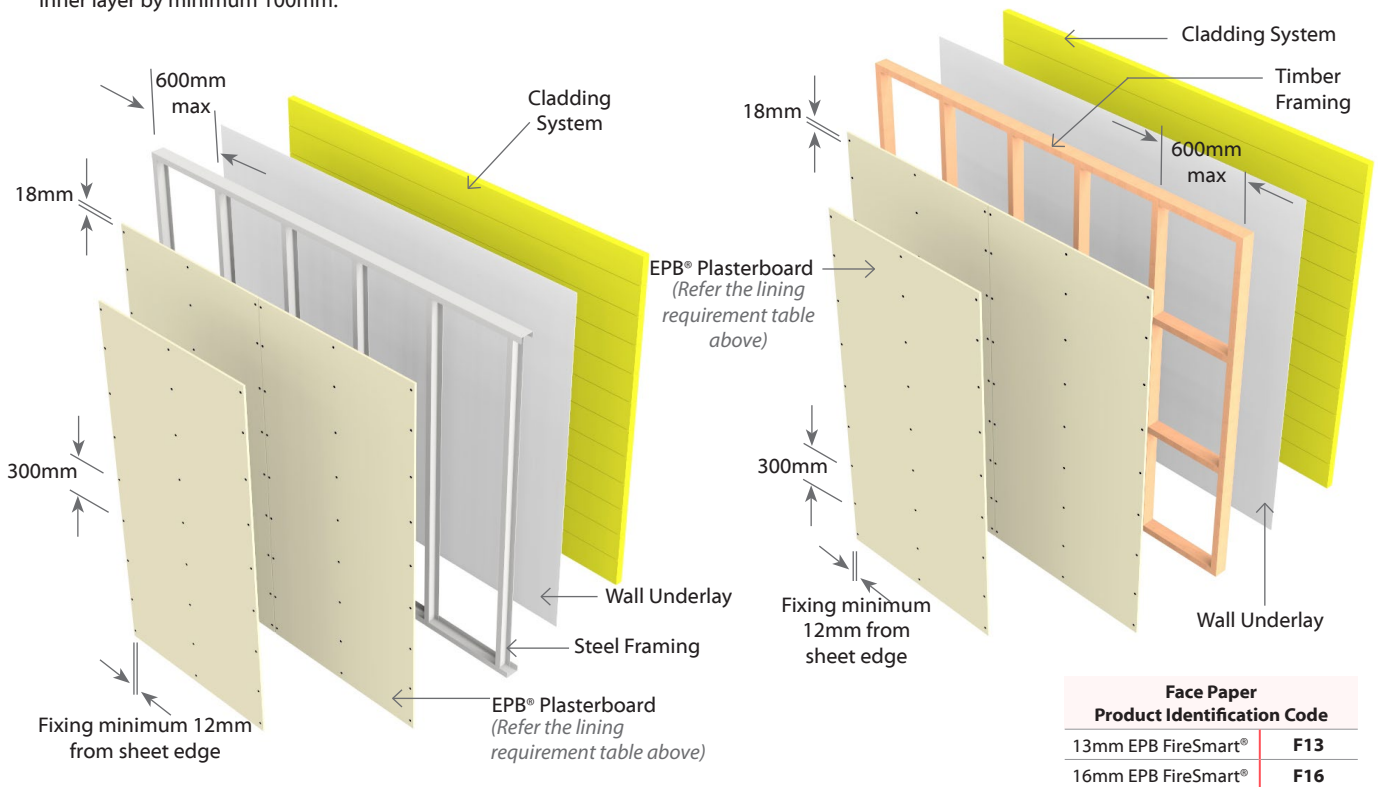 inner layer by minimum 100mm.
600mm
max
18mm
Cladding
System
300mm
Wall Underlay
Steel Framing
EPB® Plasterboard
(Refer the lining
requirement table above)
Fixing minimum 12mm
from sheet edge
Cladding System
Timber
Framing
18mm
600mm
max
EPB® Plasterboard
(Refer the lining
requirement table
above)
300mm
Fixing minimum
12mm from
sheet edge
Wall Underlay
Face Paper
Product Identification Code
13mm EPB FireSmart® F13
16mm EPB FireSmart® F16